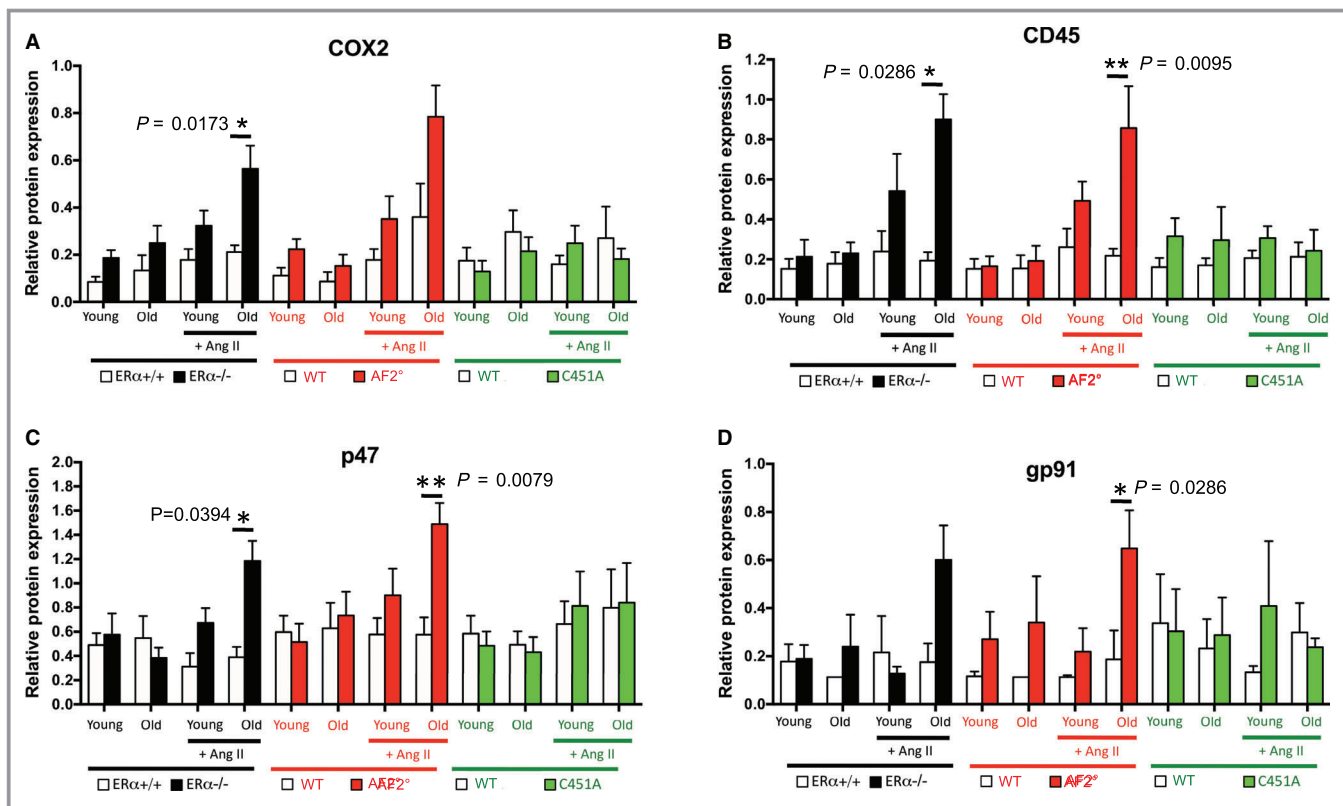 A
COX2
Relative protein expression
1.0
0.8
0.6
0.4
0.2
0.0
P = 0.0173 *
Young Old Young Old Young Old Young Old Young Old Young Old
+ Ang II + Ang II + Ang II
ERα+/+ ERα-/- WT AF2° WT C451A
B
CD45
Relative protein expression
1.2
1.0
0.8
0.6
0.4
0.2
0.0
P = 0.0286 * ** P = 0.0095
Young Old Young Old Young Old Young Old Young Old Young Old
+ Ang II + Ang II + Ang II
ERα+/+ ERα-/- WT AF2° WT C451A
C
p47
Relative protein expression
2.0
1.8
1.6
1.4
1.2
1.0
0.8
0.6
0.4
0.2
0.0
P=0.0394 * ** P = 0.0079
Young Old Young Old Young Old Young Old Young Old Young Old
+ Ang II + Ang II + Ang II
ERα+/+ ERα-/- WT AF2° WT C451A
D
gp91
Relative protein expression
1.0
0.8
0.6
0.4
0.2
0.0
* P = 0.0286
Young Old Young Old Young Old Young Old Young Old Young Old
+ Ang II + Ang II + Ang II
ERα+/+ ERα-/- WT AF2° WT C451A